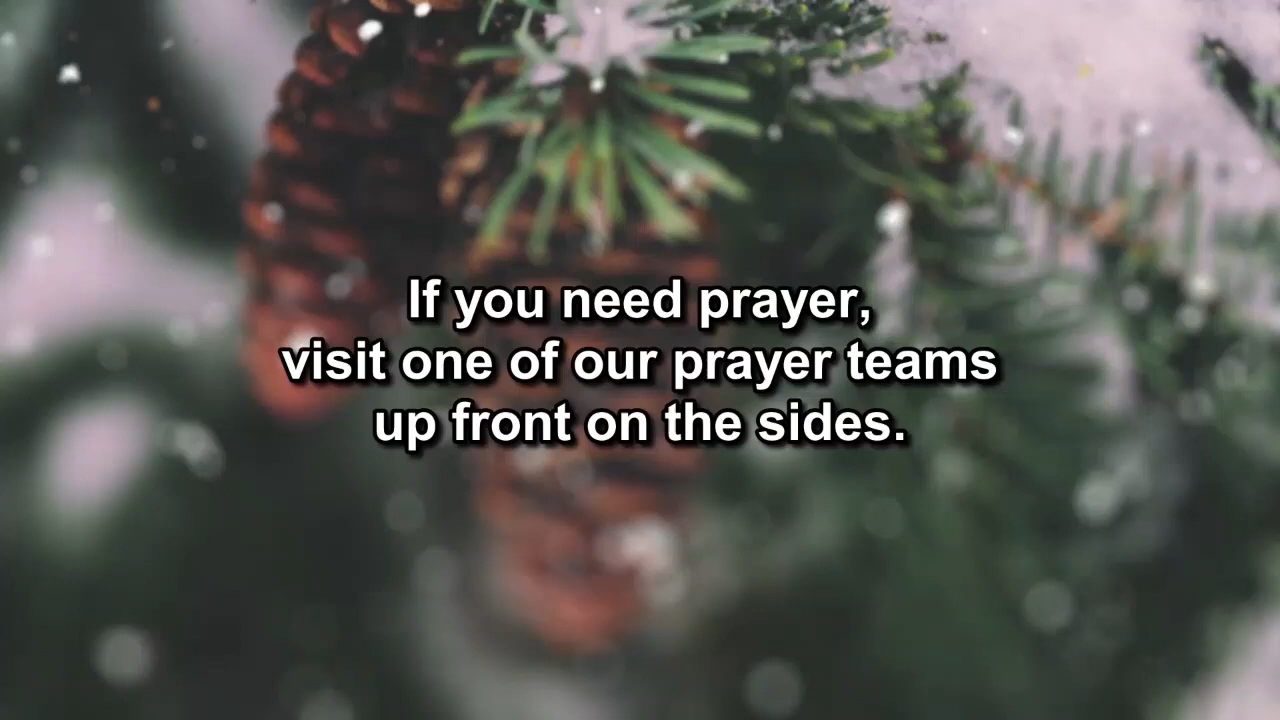 If you need prayer,
visit one of our prayer teams
up front on the sides.